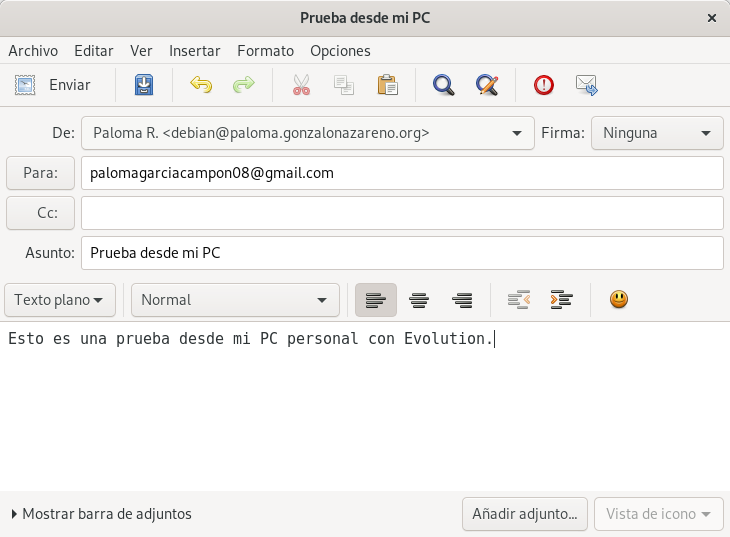 Prueba desde mi PC
Archivo Editar Ver Insertar Formato Opciones
Enviar
De: Paloma R. <debian@paloma.gonzalonazareno.org> Firma: Ninguna
Para: palomagarciacampon08@gmail.com
Cc:
Asunto: Prueba desde mi PC
Texto plano Normal
Esto es una prueba desde mi PC personal con Evolution.
Mostrar barra de adjuntos Añadir adjunto... Vista de icono